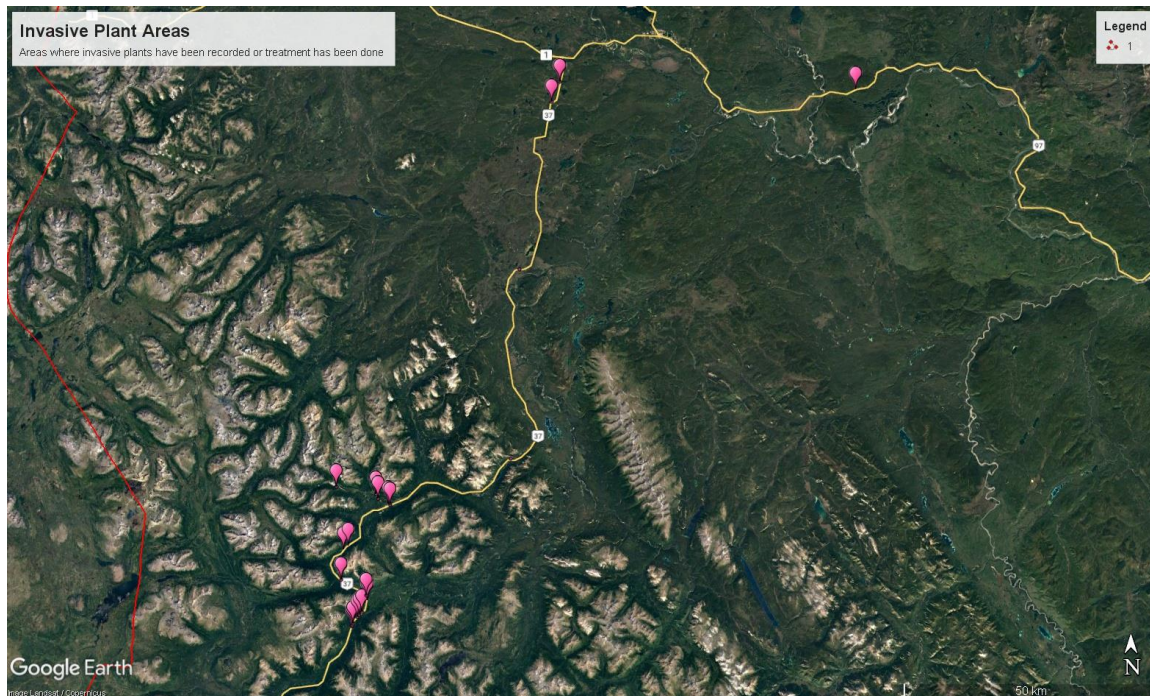 Invasive Plant Areas
Areas where invasive plants have been recorded or treatment has been done
Legend
1
1
1
37
97
37
37
Google Earth
N
Image Landsat / Copernicus
50 km